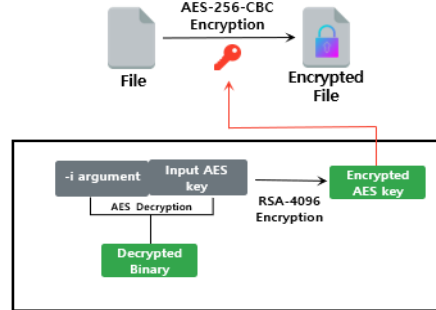 AES-256-CBC
Encryption
File
Encrypted
File
-i argument
Input AES
key
Encrypted
AES key
AES Decryption
RSA-4096
Encryption
Decrypted
Binary